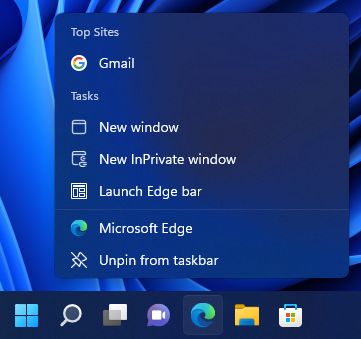 Top Sites
Gmail
Tasks
New window
New InPrivate window
Launch Edge bar
Microsoft Edge
Unpin from taskbar